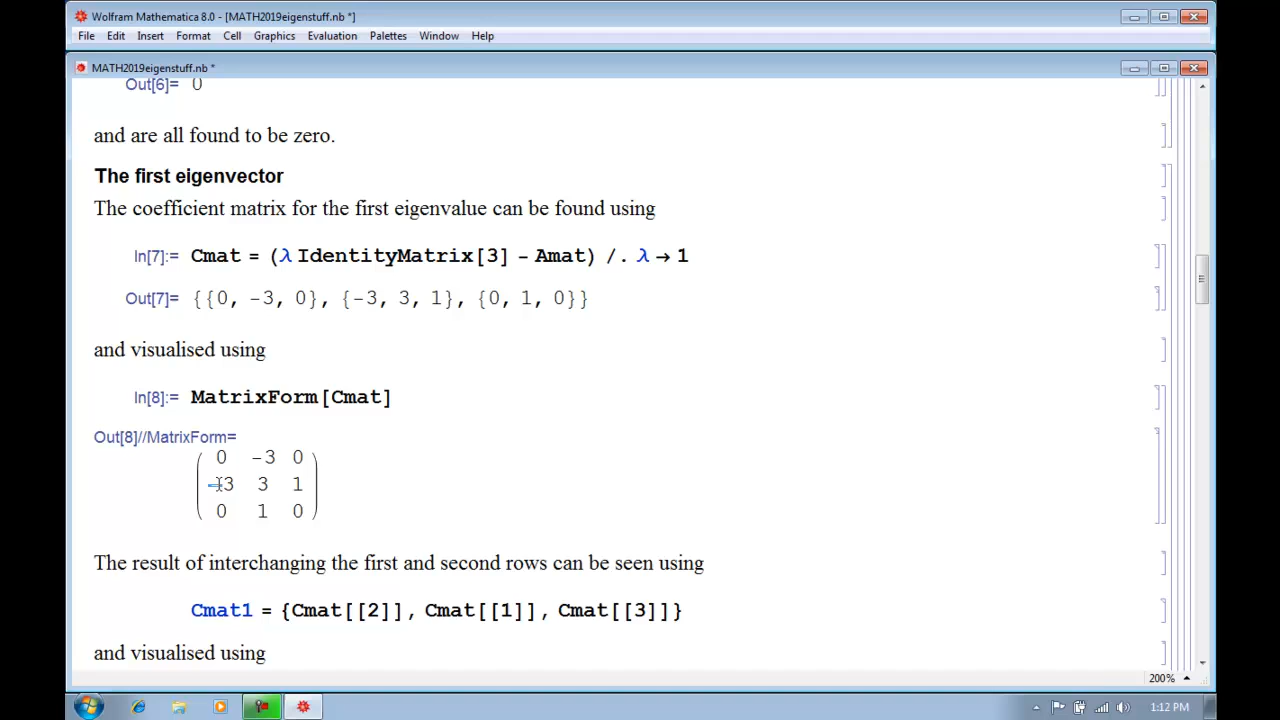 Wolfram Mathematica 8.0 - [MATH2019eigenstuff.nb *]
File Edit Insert Format Cell Graphics Evaluation Palettes Window Help
MATH2019eigenstuff.nb *
Out[6]= 0
and are all found to be zero.
The first eigenvector
The coefficient matrix for the first eigenvalue can be found using
In[7]:= Cmat = (λ IdentityMatrix[3] - Amat) /. λ → 1
Out[7]= {{0, -3, 0}, {-3, 3, 1}, {0, 1, 0}}
and visualised using
In[8]:= MatrixForm[Cmat]
Out[8]//MatrixForm=
0 -3 0
-3 3 1
0 1 0
The result of interchanging the first and second rows can be seen using
Cmat1 = {Cmat[[2]], Cmat[[1]], Cmat[[3]]}
and visualised using
200%
1:12 PM